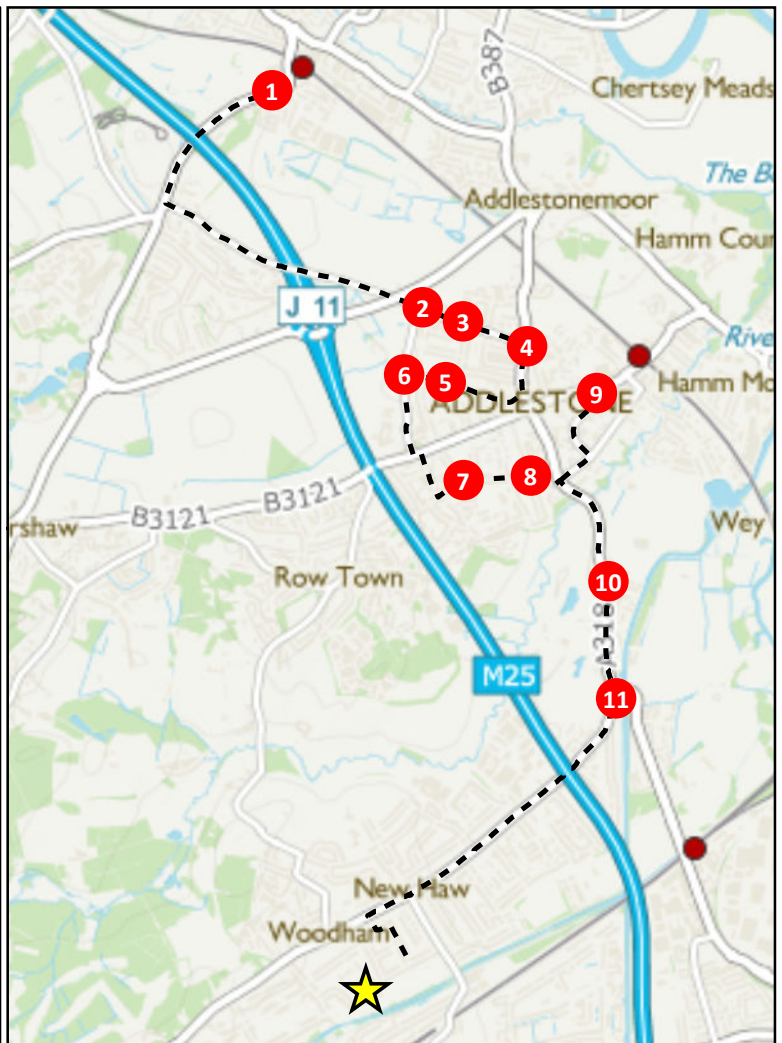 1
B387
Chertsey Meads
The B
Addlestonemoor
Hamm Cour
J 11
2
3
4
Rive
6
5
9
Hamm Mo
ADDLESTONE
7
8
B3121
B3121
rshaw
Wey
Row Town
10
A318
M25
11
New Haw
Woodham